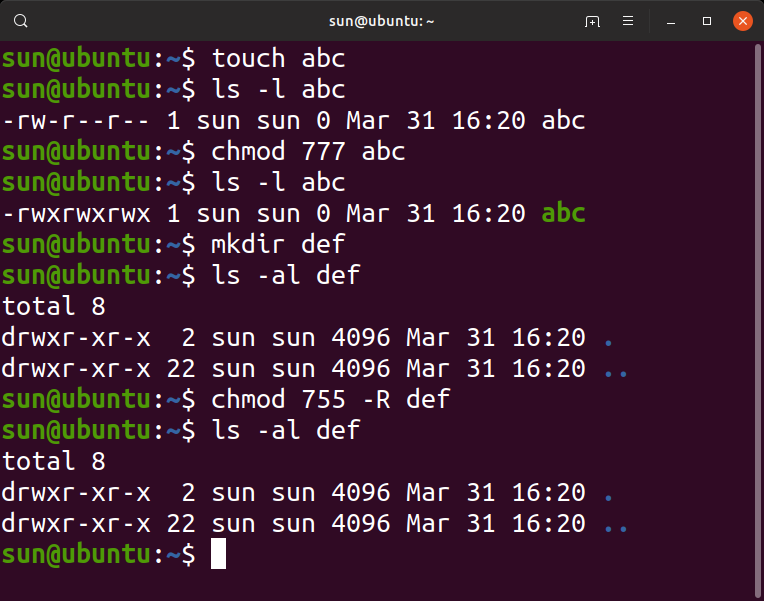 sun@ubuntu: ~
sun@ubuntu:~$ touch abc
sun@ubuntu:~$ ls -l abc
-rw-r--r-- 1 sun sun 0 Mar 31 16:20 abc
sun@ubuntu:~$ chmod 777 abc
sun@ubuntu:~$ ls -l abc
-rwxrwxrwx 1 sun sun 0 Mar 31 16:20 abc
sun@ubuntu:~$ mkdir def
sun@ubuntu:~$ ls -al def
total 8
drwxr-xr-x  2 sun sun 4096 Mar 31 16:20 .
drwxr-xr-x 22 sun sun 4096 Mar 31 16:20 ..
sun@ubuntu:~$ chmod 755 -R def
sun@ubuntu:~$ ls -al def
total 8
drwxr-xr-x  2 sun sun 4096 Mar 31 16:20 .
drwxr-xr-x 22 sun sun 4096 Mar 31 16:20 ..
sun@ubuntu:~$